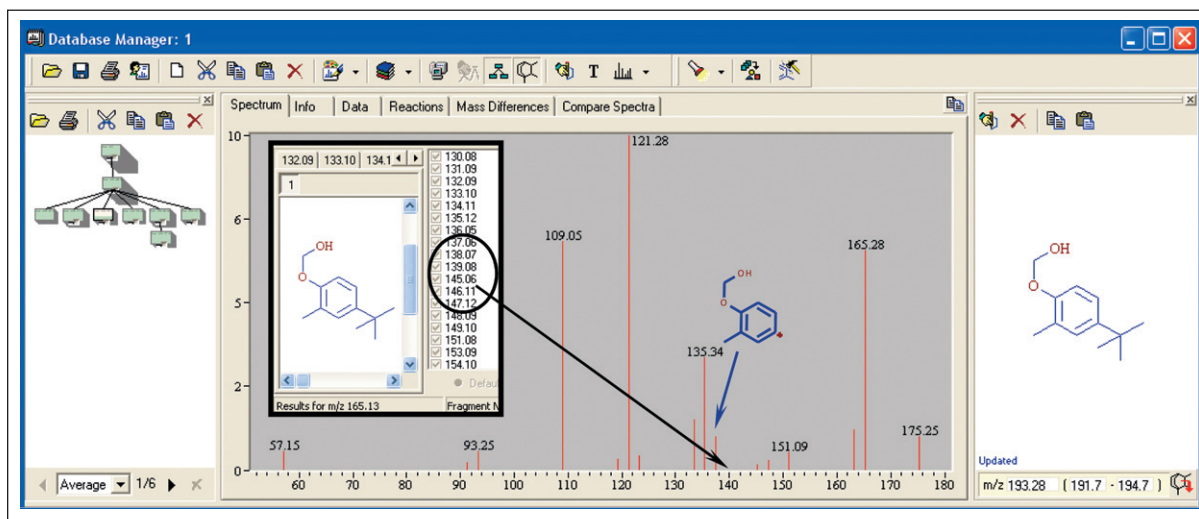 Database Manager: 1
T
Spectrum Info Data Reactions Mass Differences Compare Spectra
10
6
5
2
0
132.09 133.10 134.1
1
OH
O
130.08
131.09
132.09
133.10
134.11
135.12
136.05
137.06
138.07
139.08
145.06
146.11
147.12
148.09
149.10
151.08
153.09
154.10
Defau
Results for m/z 165.13
Fragment N
121.28
109.05
165.28
OH
O
135.34
57.15
93.25
151.09
175.25
60 70 80 90 100 110 120 130 140 150 160 170 180
OH
O
Updated
Average 1/6
m/z 193.28 ( 191.7 - 194.7 )